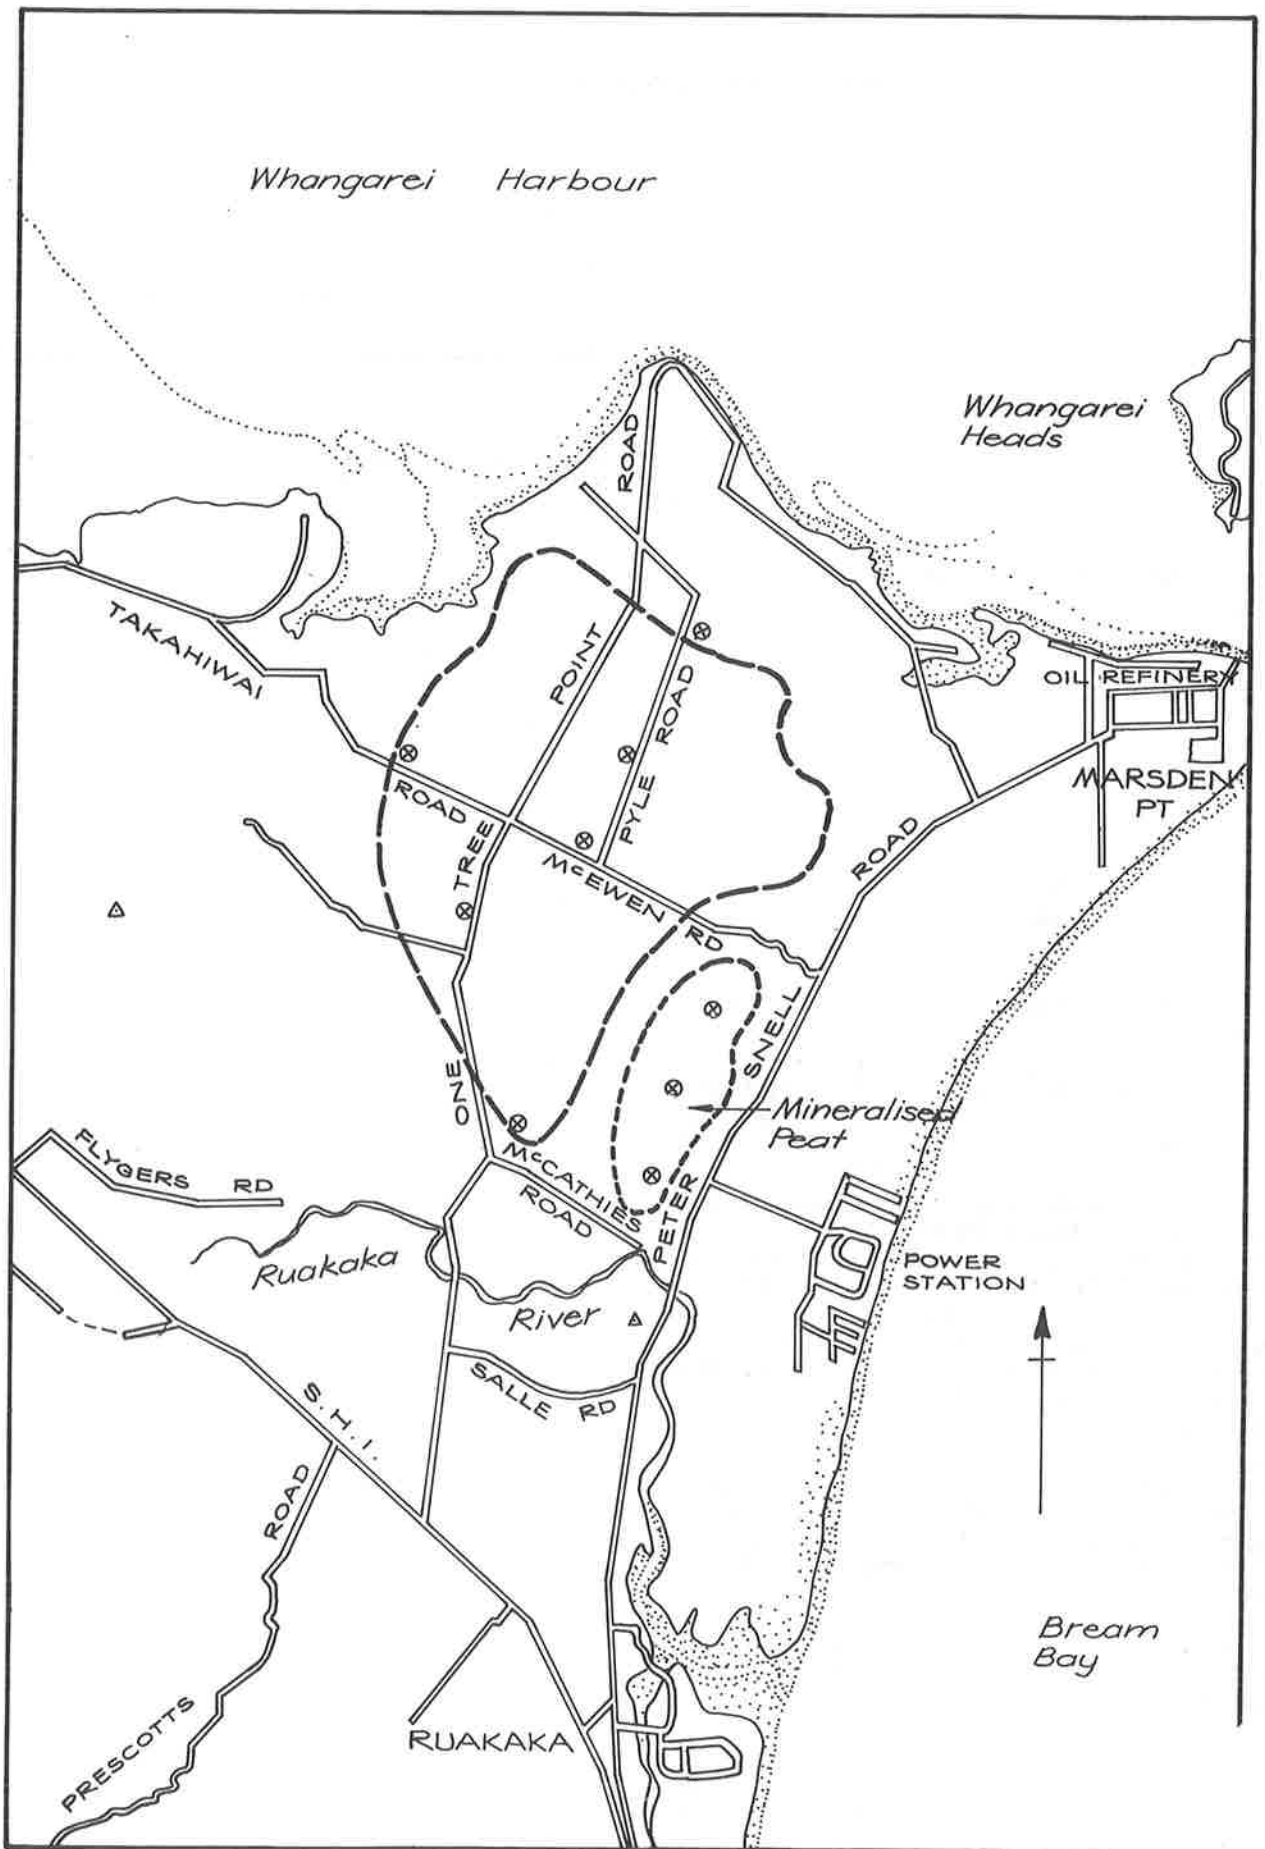 Whangarei Harbour
Whangarei
Heads
ROAD
TAKAHIWAI
POINT
ROAD
OIL REFINERY
MARSDEN
PT
ROAD
PYLE
TREE
McEWEN RD
ROAD
SNELL
ONE
Mineralised
Peat
McCATHIES
ROAD
PETER
FLYGERS RD
Ruakaka
River
POWER
STATION
SALLE RD
S.H.I.
ROAD
PRESCOTTS
RUAKAKA
Bream
Bay